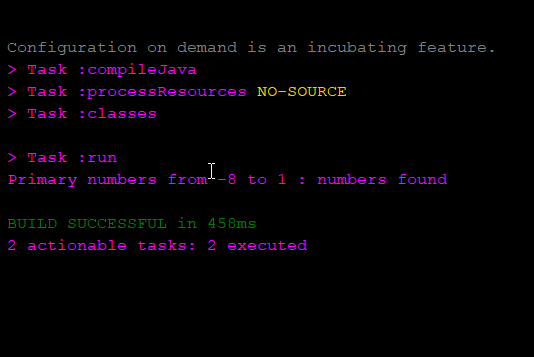 Configuration on demand is an incubating feature.
> Task :compileJava
> Task :processResources NO-SOURCE
> Task :classes
> Task :run
Primary numbers from -8 to 1 : numbers found
BUILD SUCCESSFUL in 458ms
2 actionable tasks: 2 executed